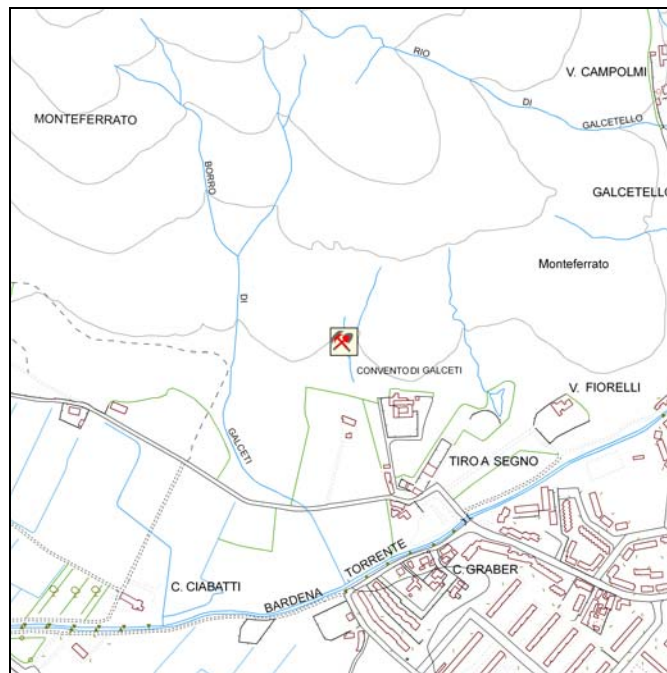 RIO
DI
GALCETELLO
V. CAMPOLMI
MONTEFERRATO
BORRO
DI
GALCETI
GALCETELLO
Monteferrato
CONVENTO DI GALCETI
V. FIORELLI
TIRO A SEGNO
C. CIABATTI
BARDENA
TORRENTE
C. GRABER